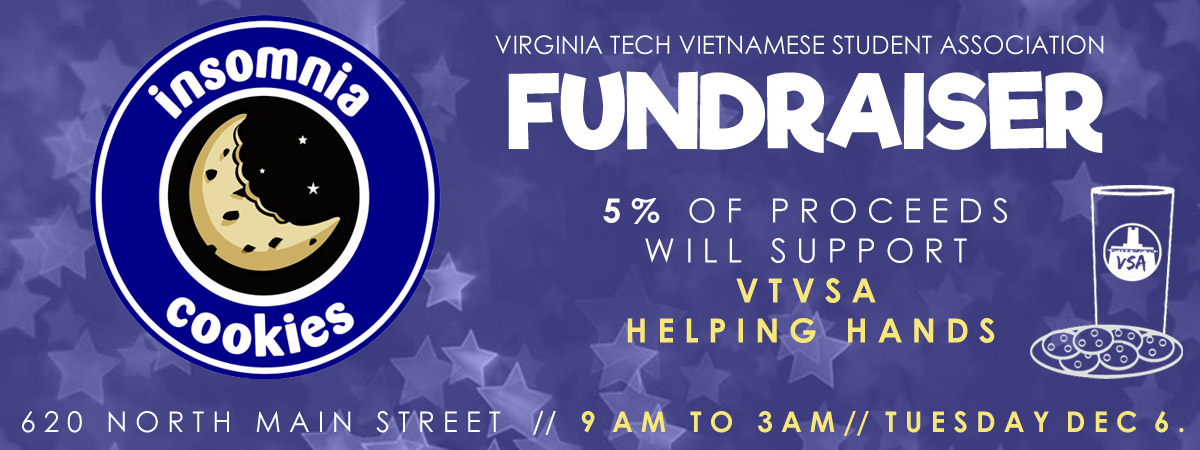 insomnia
cookies
VIRGINIA TECH VIETNAMESE STUDENT ASSOCIATION
FUNDRAISER
5% OF PROCEEDS
WILL SUPPORT
VTVSA
HELPING HANDS
VSA
620 NORTH MAIN STREET // 9 AM TO 3AM// TUESDAY DEC 6.